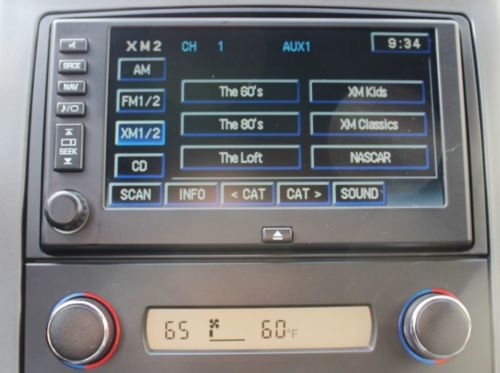 XM2 CH 1 AUX1 9:34
SRCE
NAV
SEEK
AM
FM1/2 The 60's XM Kids
XM1/2 The 80's XM Classics
CD The Loft NASCAR
SCAN INFO < CAT CAT > SOUND
65 60°F